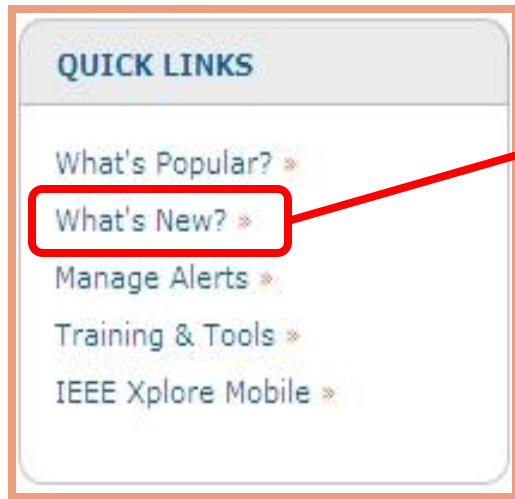 QUICK LINKS
What's Popular? »
What's New? »
Manage Alerts »
Training & Tools »
IEEE Xplore Mobile »